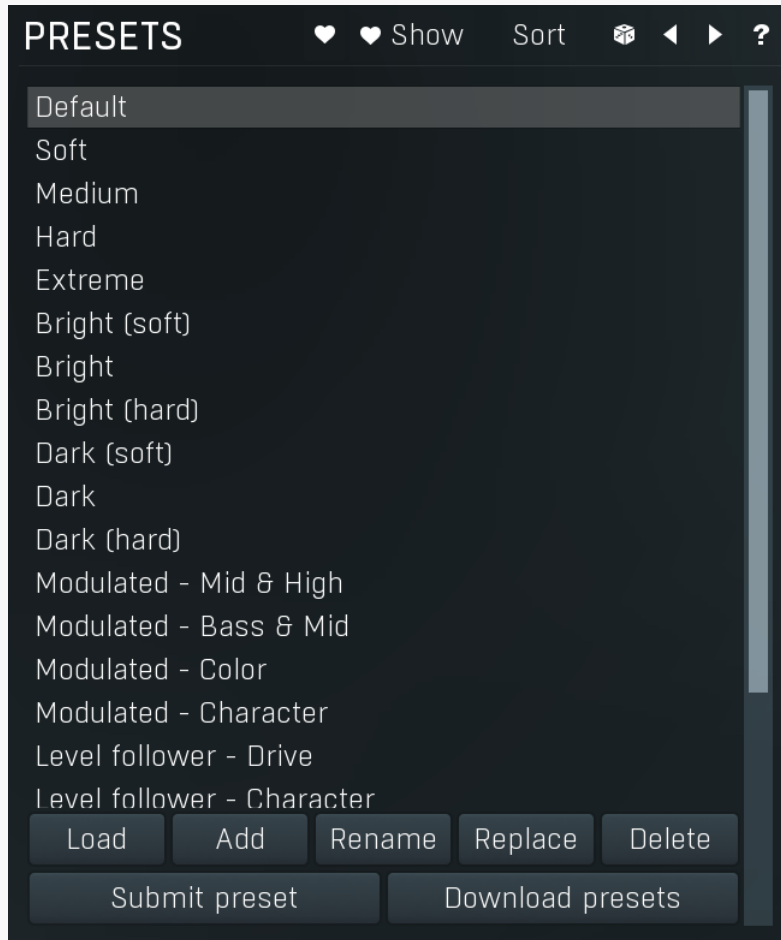 PRESETS Show Sort ?
Default
Soft
Medium
Hard
Extreme
Bright (soft)
Bright
Bright (hard)
Dark (soft)
Dark
Dark (hard)
Modulated - Mid & High
Modulated - Bass & Mid
Modulated - Color
Modulated - Character
Level follower - Drive
Level follower - Character
Load Add Rename Replace Delete
Submit preset Download presets